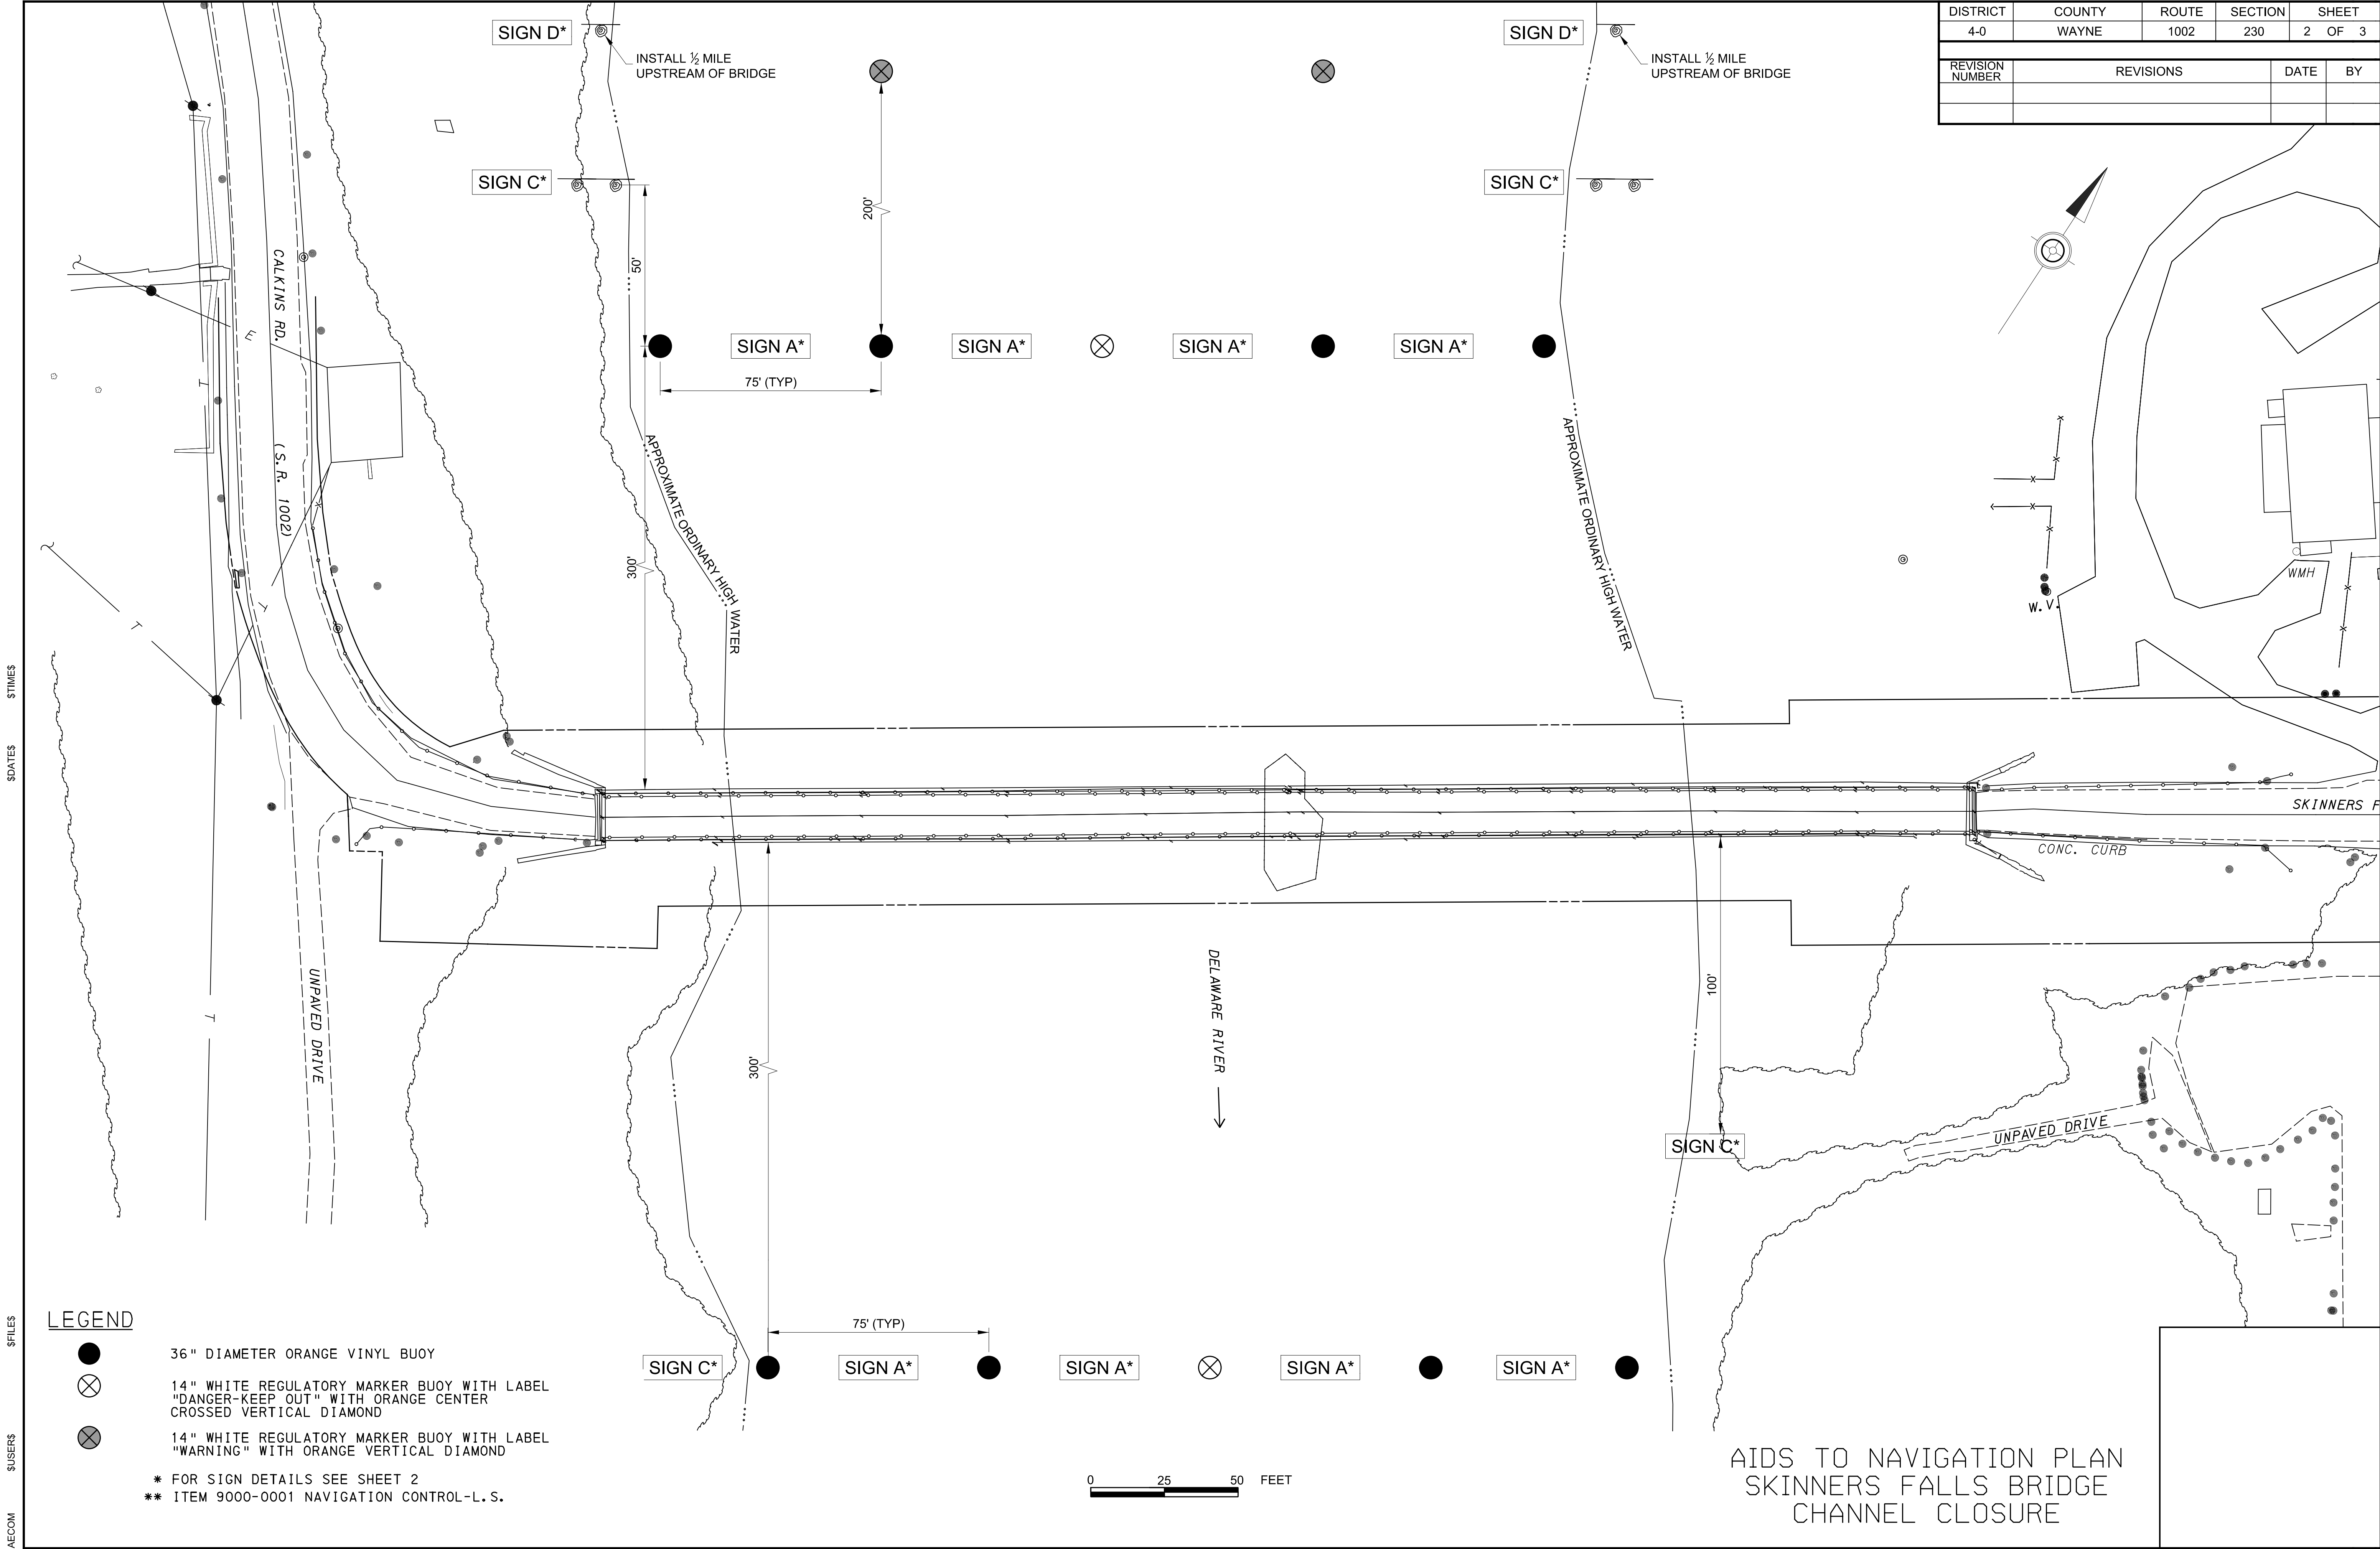 DISTRICT COUNTY ROUTE SECTION SHEET
4-0 WAYNE 1002 230 2 OF 3
REVISION NUMBER REVISIONS DATE BY
SIGN D*
INSTALL ½ MILE
UPSTREAM OF BRIDGE
SIGN D*
INSTALL ½ MILE
UPSTREAM OF BRIDGE
SIGN C*
SIGN C*
200'
50'
CALKINS RD.
(S.R. 1002)
E
T
T
T
T
SIGN A*
SIGN A*
SIGN A*
SIGN A*
75' (TYP)
300'
APPROXIMATE ORDINARY HIGH WATER
APPROXIMATE ORDINARY HIGH WATER
WMH
W.V.
SKINNERS F
CONC. CURB
UNPAVED DRIVE
DELAWARE RIVER
300'
100'
SIGN C*
UNPAVED DRIVE
75' (TYP)
SIGN C*
SIGN A*
SIGN A*
SIGN A*
SIGN A*
LEGEND
36" DIAMETER ORANGE VINYL BUOY
14" WHITE REGULATORY MARKER BUOY WITH LABEL
"DANGER-KEEP OUT" WITH ORANGE CENTER
CROSSED VERTICAL DIAMOND
14" WHITE REGULATORY MARKER BUOY WITH LABEL
"WARNING" WITH ORANGE VERTICAL DIAMOND
* FOR SIGN DETAILS SEE SHEET 2
** ITEM 9000-0001 NAVIGATION CONTROL-L.S.
0 25 50 FEET
AIDS TO NAVIGATION PLAN
SKINNERS FALLS BRIDGE
CHANNEL CLOSURE
$TIME$
$DATE$
$FILE$
$USER$
AECOM